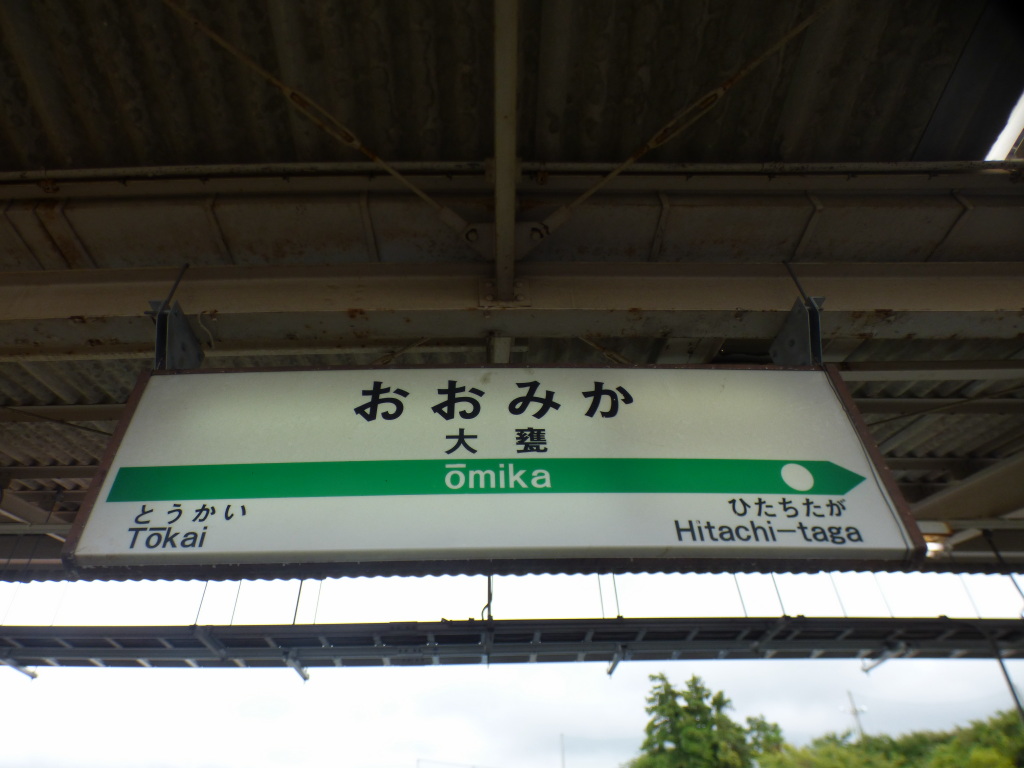 おおみか
大甕
ōmika
とうかい
Tōkai
ひたちたが
Hitachi-taga